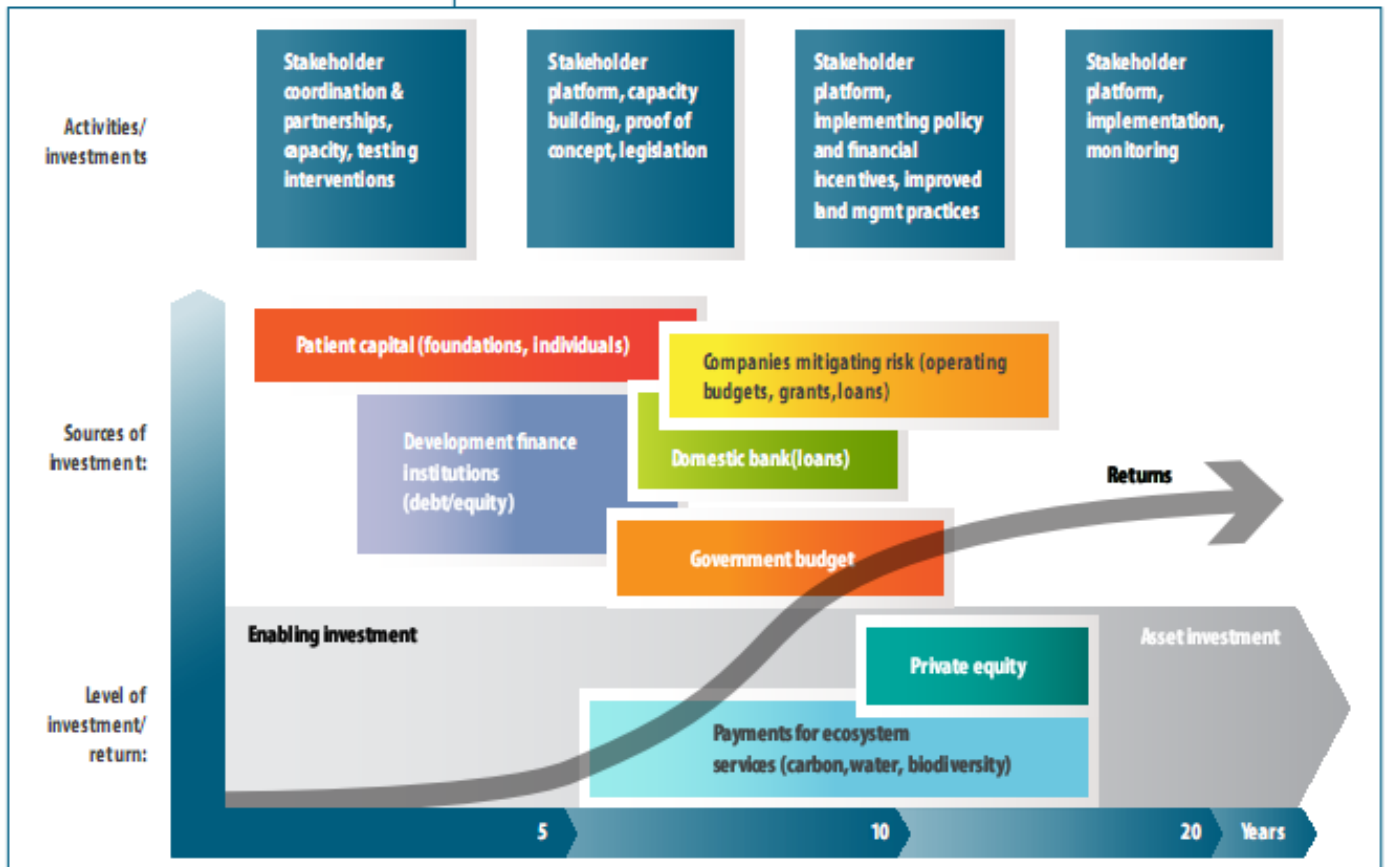 Activities/
investments
Stakeholder
coordination &
partnerships,
capacity, testing
interventions
Stakeholder
platform, capacity
building, proof of
concept, legislation
Stakeholder
platform,
implementing policy
and financial
incentives, improved
land mgmt practices
Stakeholder
platform,
implementation,
monitoring
Sources of
investment:
Patient capital (foundations, individuals)
Companies mitigating risk (operating
budgets, grants, loans)
Development finance
institutions
(debt/equity)
Domestic bank(loans)
Returns
Government budget
Level of
investment/
return:
Enabling investment
Asset investment
Private equity
Payments for ecosystem
services (carbon, water, biodiversity)
5
10
20
Years